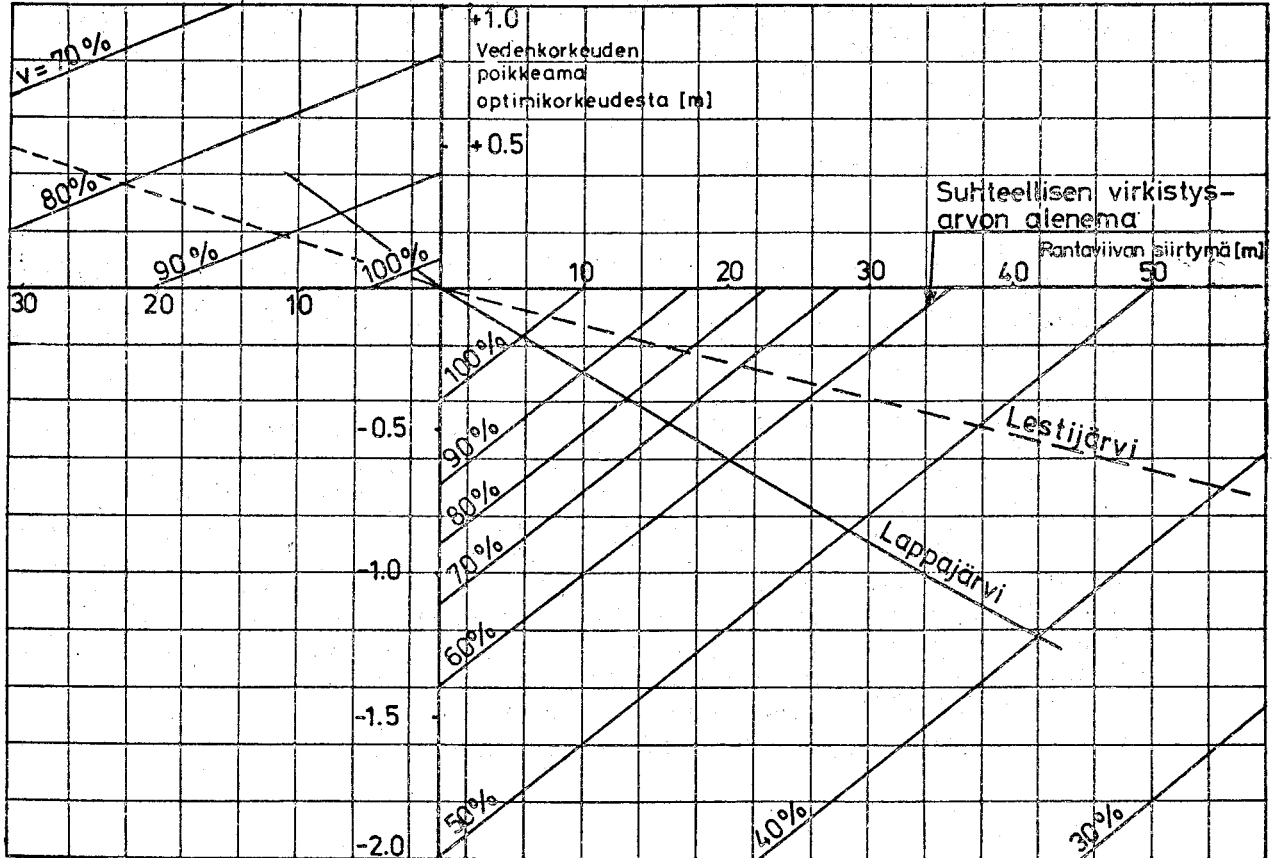 +1.0
v = 70%
Vedenkorkeuden
poikkeama
optimikorkeudesta [m]
+0.5
80%
Suhteellisen virkistys-
arvon alenema
90%
100%
Rantaviivan siirtymä [m]
30 20 10 10 20 30 40 50
100%
-0.5
90%
Lestijärvi
80%
70%
Lappajärvi
-1.0
60%
-1.5
50%
40%
30%
-2.0